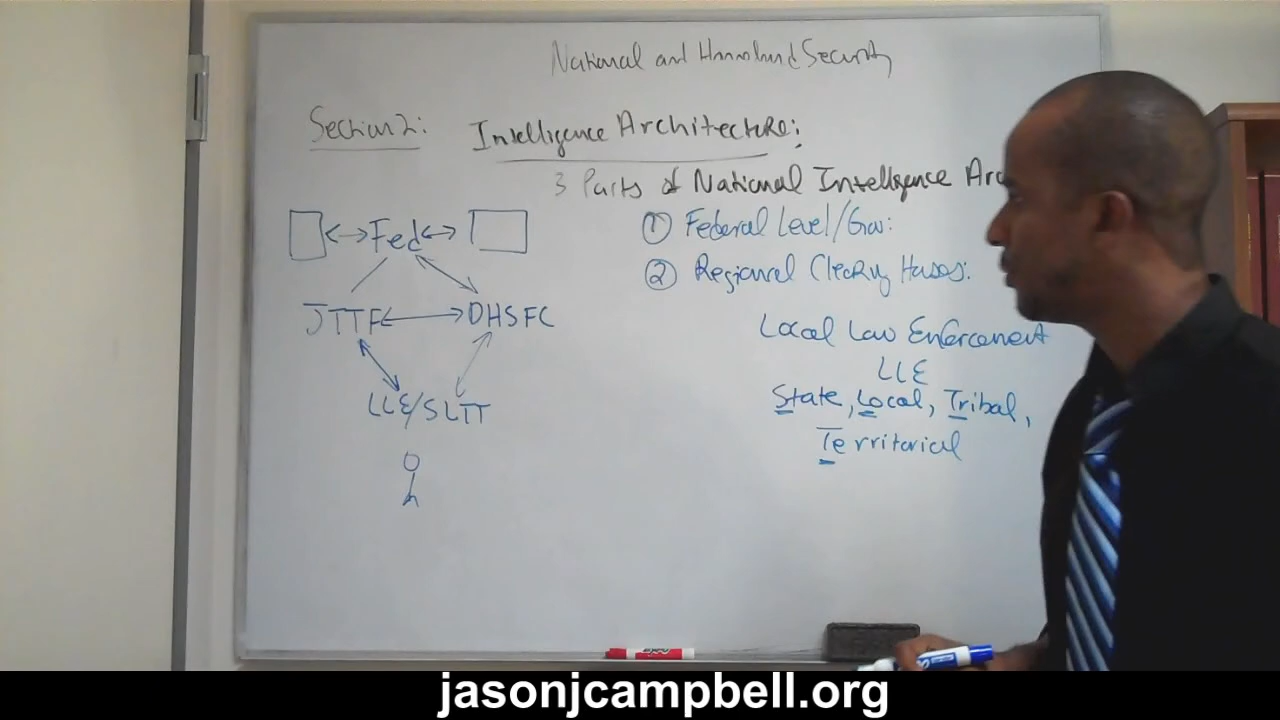 National and Homeland Security
Section 2: Intelligence Architecture:
3 Parts of National Intelligence Arc
① Federal Level/Gov:
② Regional Clearing Houses:
Local Law Enforcement
LLE
State, Local, Tribal,
Territorial
Fed
JTTF DHSFC
LLE/SLTT
jasonjcampbell.org